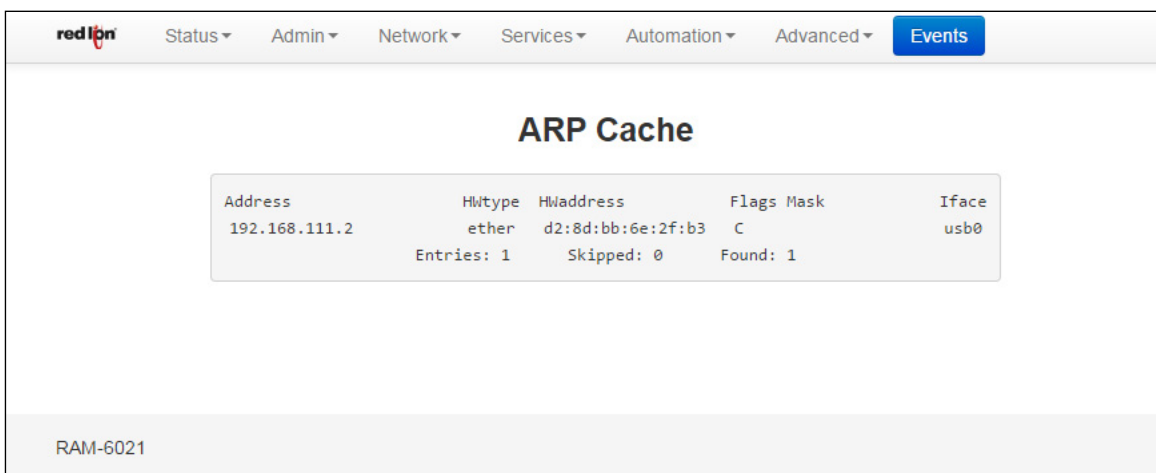 red lion Status Admin Network Services Automation Advanced Events
ARP Cache
Address HWtype HWaddress Flags Mask Iface
192.168.111.2 ether d2:8d:bb:6e:2f:b3 C usb0
Entries: 1 Skipped: 0 Found: 1
RAM-6021